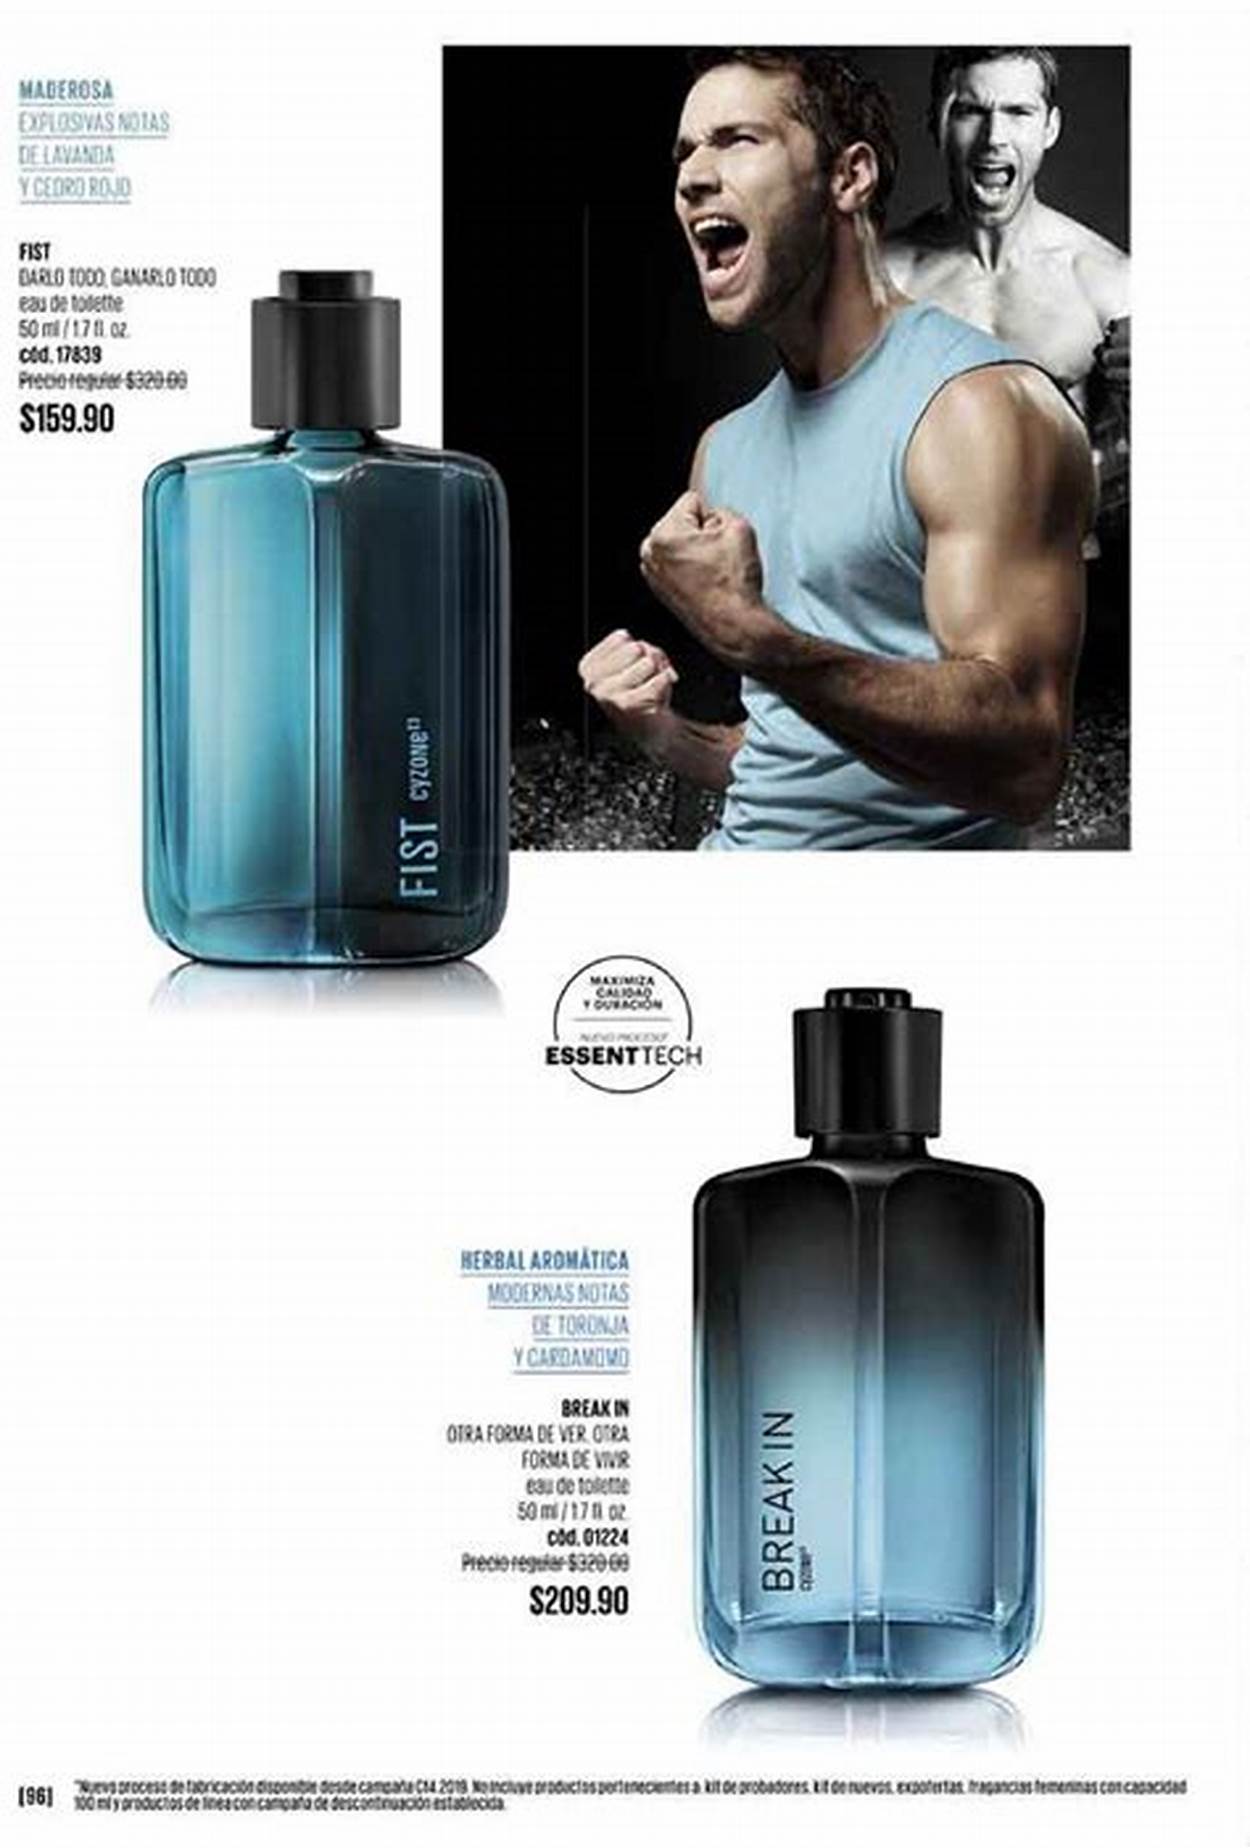 MADEROSA
EXPLOSIVAS NOTAS
DE LAVANDA
Y CEDRO ROJO
FIST
DARLO TODO, GANARLO TODO
eau de toilette
50 ml / 1.7 fl. oz.
cód. 17839
Precio regular $320.00
$159.90
FIST cyzone
MAXIMIZA
CALIDAD
Y DURACIÓN
NUEVO PROCESO*
ESSENTTECH
HERBAL AROMÁTICA
MODERNAS NOTAS
DE TORONJA
Y CARDAMOMO
BREAK IN
OTRA FORMA DE VER, OTRA
FORMA DE VIVIR
eau de toilette
50 ml / 1.7 fl. oz.
cód. 01224
Precio regular $320.00
$209.90
BREAK IN
cyzone
[96]
*Nuevo proceso de fabricación disponible desde campaña C14 2019. No incluye productos pertenecientes a: kit de probadores, kit de nuevos, expofertas, fragancias femeninas con capacidad
100 ml y productos de línea con campaña de descontinuación establecida.